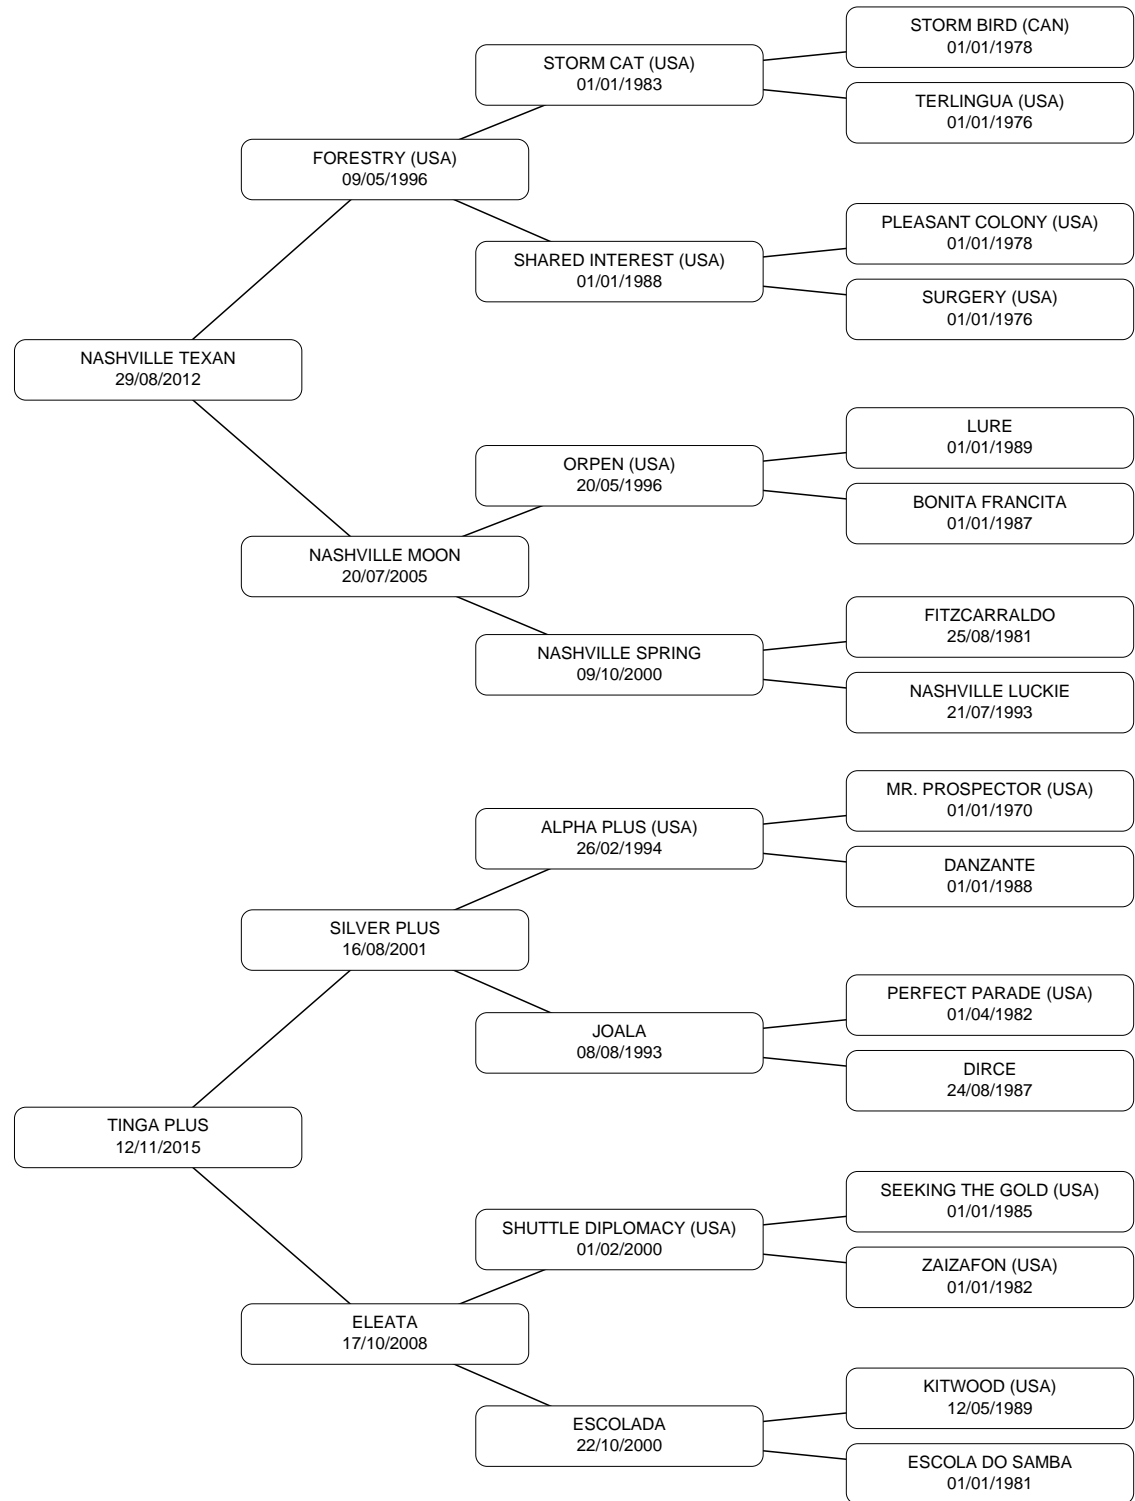 STORM BIRD (CAN)
01/01/1978
STORM CAT (USA)
01/01/1983
TERLINGUA (USA)
01/01/1976
FORESTRY (USA)
09/05/1996
PLEASANT COLONY (USA)
01/01/1978
SHARED INTEREST (USA)
01/01/1988
SURGERY (USA)
01/01/1976
NASHVILLE TEXAN
29/08/2012
LURE
01/01/1989
ORPEN (USA)
20/05/1996
BONITA FRANCITA
01/01/1987
NASHVILLE MOON
20/07/2005
FITZCARRALDO
25/08/1981
NASHVILLE SPRING
09/10/2000
NASHVILLE LUCKIE
21/07/1993
MR. PROSPECTOR (USA)
01/01/1970
ALPHA PLUS (USA)
26/02/1994
DANZANTE
01/01/1988
SILVER PLUS
16/08/2001
PERFECT PARADE (USA)
01/04/1982
JOALA
08/08/1993
DIRCE
24/08/1987
TINGA PLUS
12/11/2015
SEEKING THE GOLD (USA)
01/01/1985
SHUTTLE DIPLOMACY (USA)
01/02/2000
ZAIZAFON (USA)
01/01/1982
ELEATA
17/10/2008
KITWOOD (USA)
12/05/1989
ESCOLADA
22/10/2000
ESCOLA DO SAMBA
01/01/1981